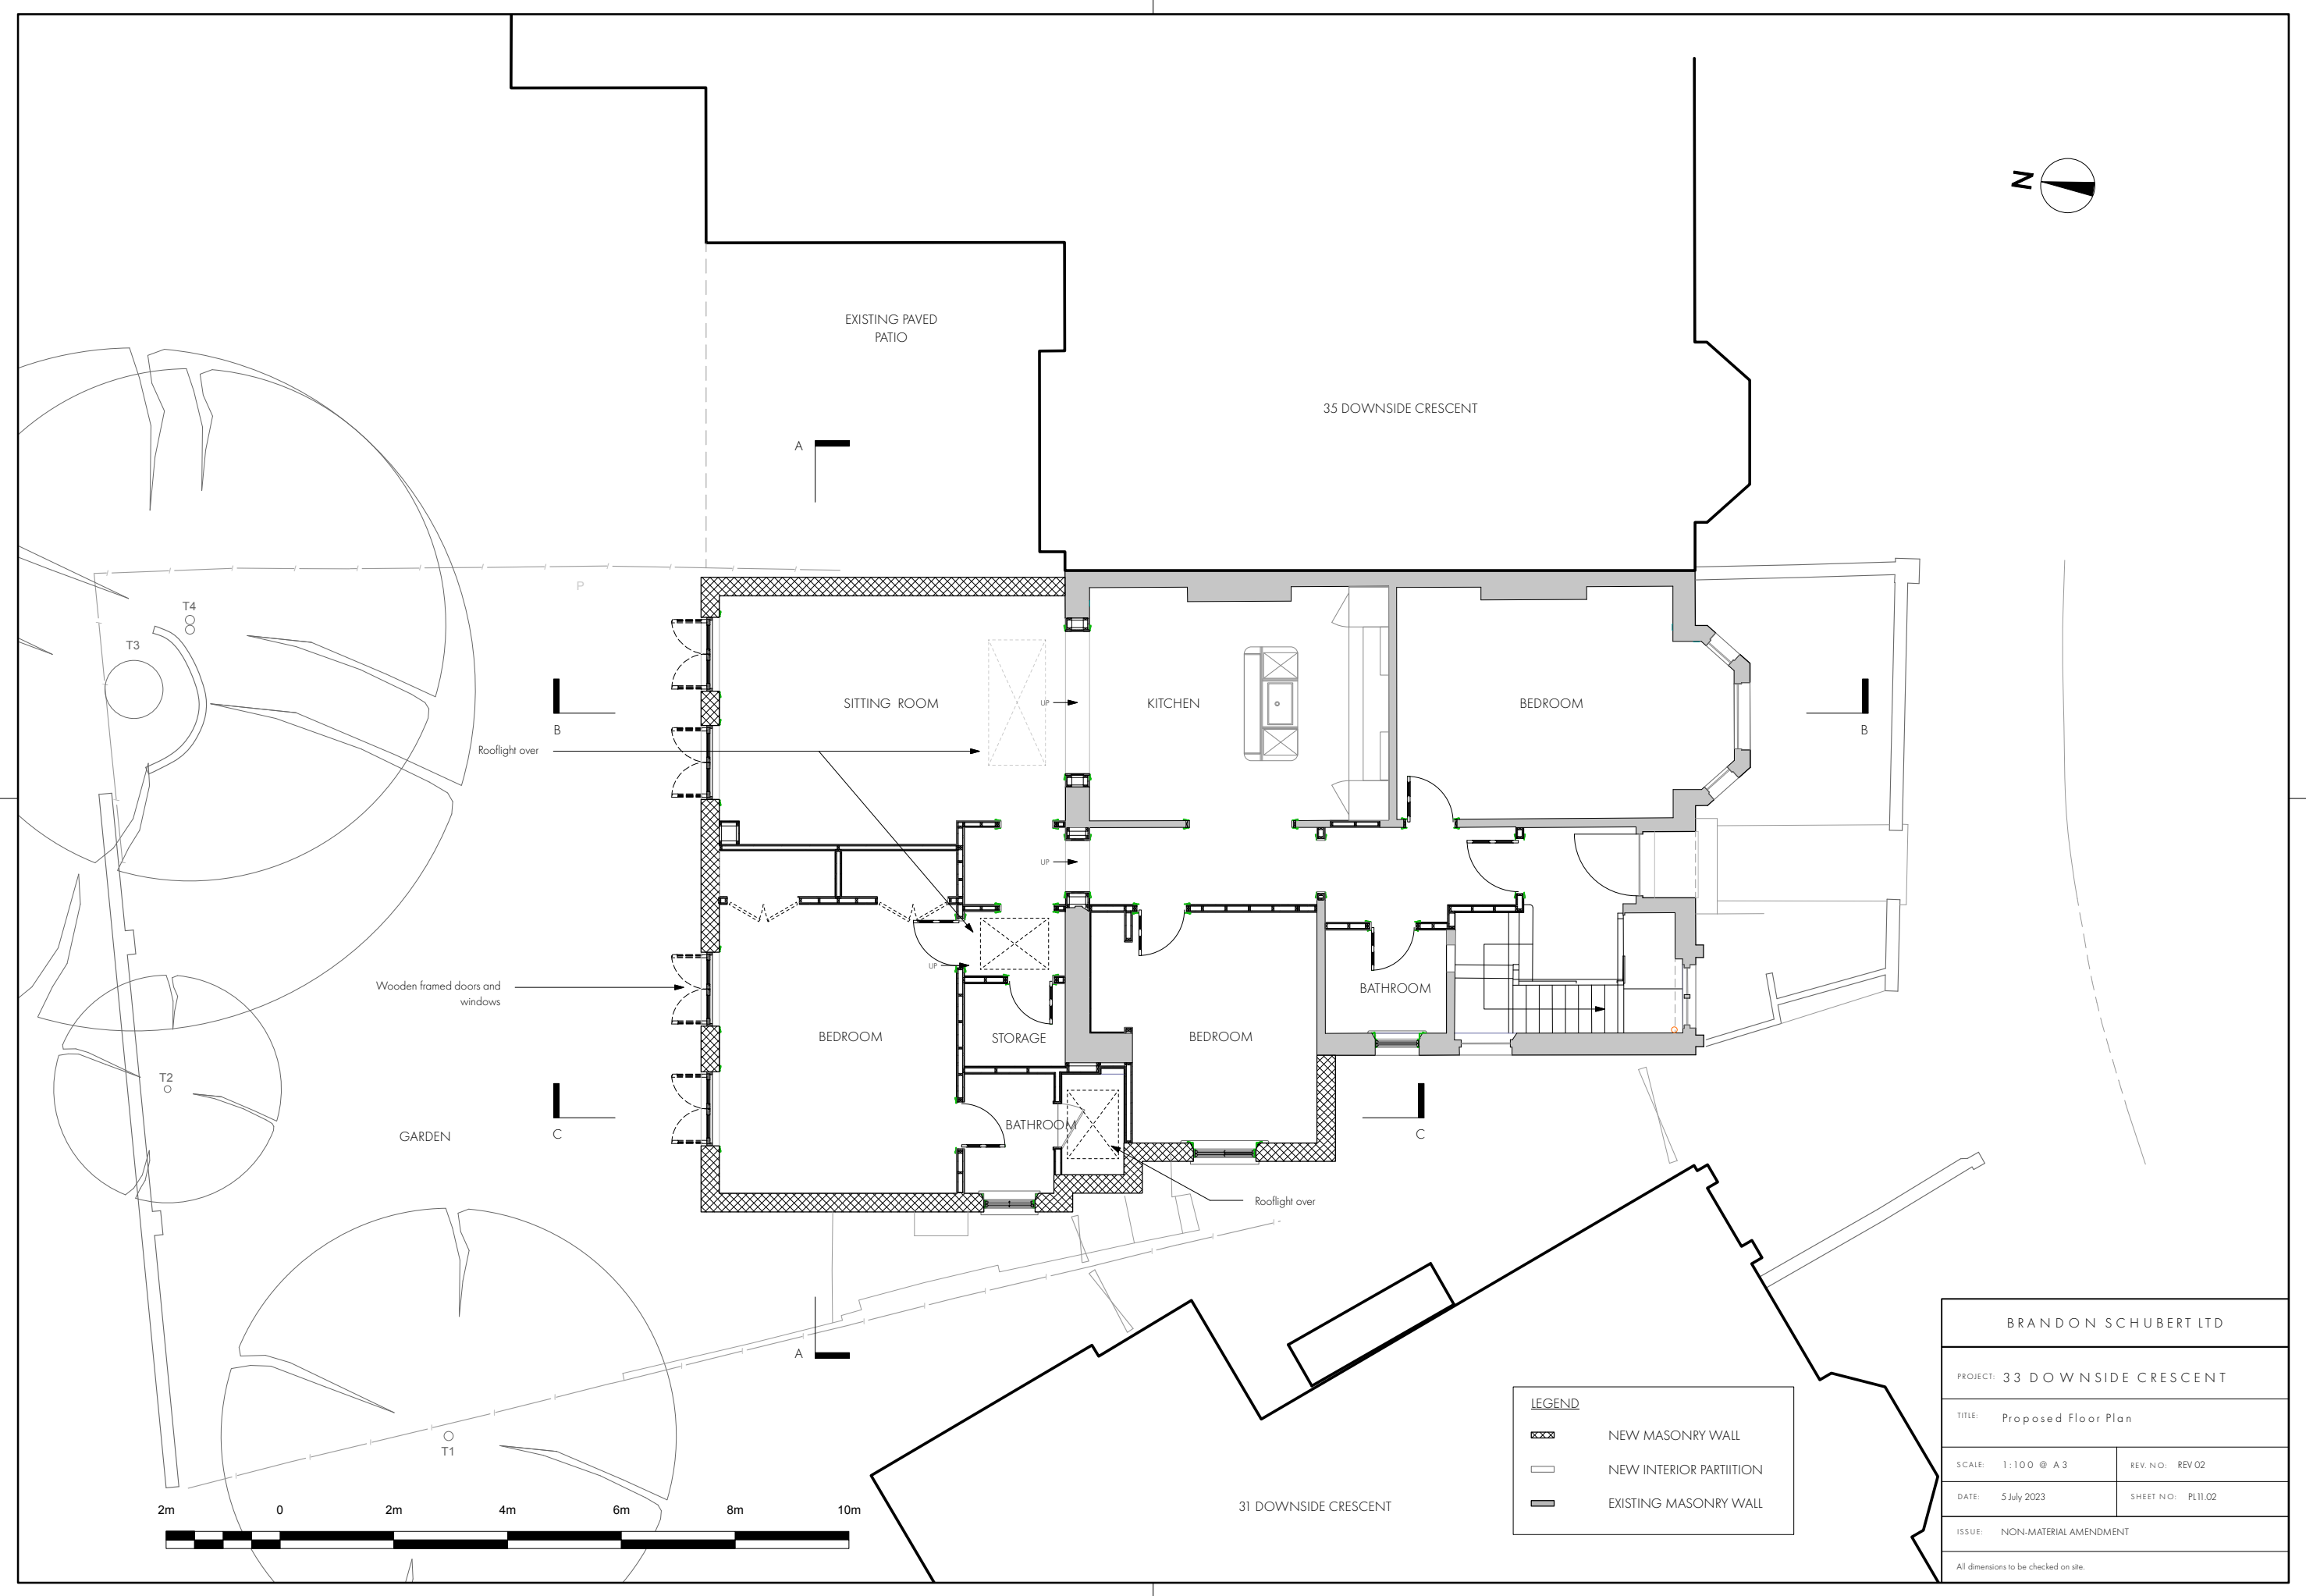 N
EXISTING PAVED
PATIO
35 DOWNSIDE CRESCENT
A
P
T4
T3
SITTING ROOM
UP
KITCHEN
BEDROOM
B
B
Rooflight over
UP
UP
Wooden framed doors and
windows
BATHROOM
BEDROOM
STORAGE
BEDROOM
T2
GARDEN
C
BATHROOM
C
Rooflight over
A
T1
31 DOWNSIDE CRESCENT
2m 0 2m 4m 6m 8m 10m
LEGEND
NEW MASONRY WALL
NEW INTERIOR PARTIITION
EXISTING MASONRY WALL
BRANDON SCHUBERT LTD
PROJECT: 33 DOWNSIDE CRESCENT
TITLE: Proposed Floor Plan
SCALE: 1:100 @ A3 REV. NO: REV 02
DATE: 5 July 2023 SHEET NO: PL11.02
ISSUE: NON-MATERIAL AMENDMENT
All dimensions to be checked on site.